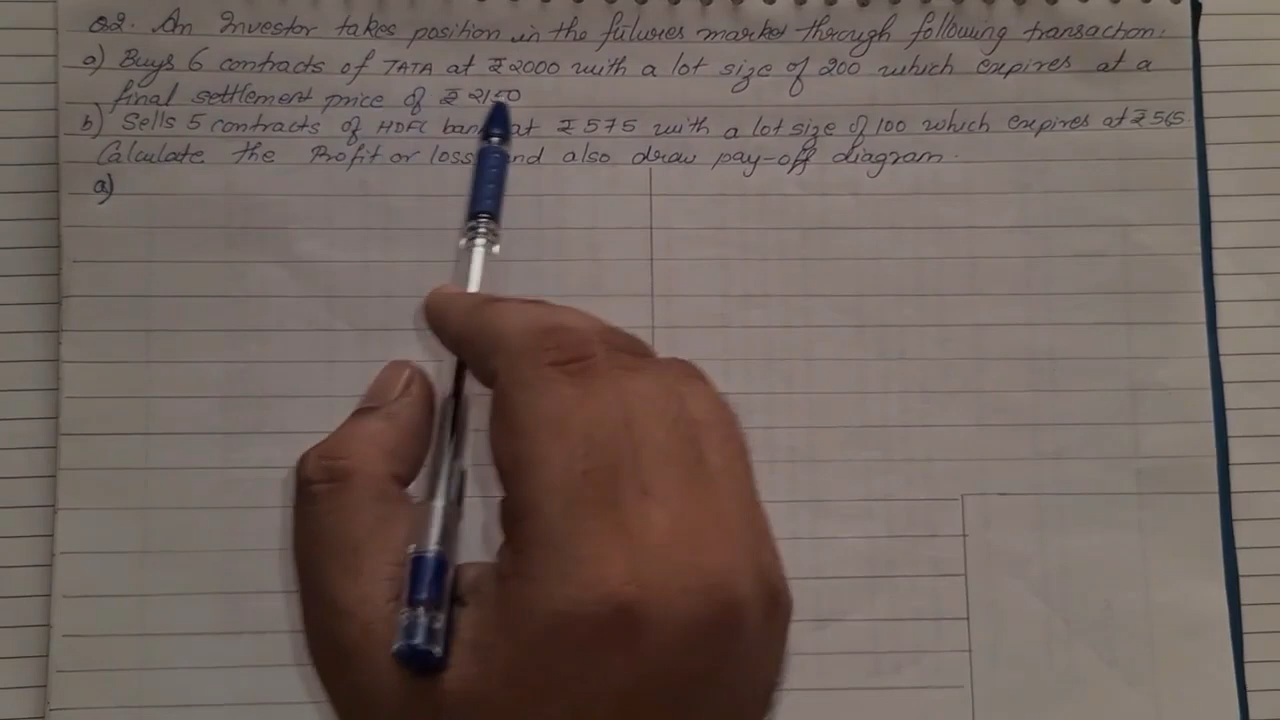 Q2. An Investor takes position in the futures market through following transaction:
a) Buys 6 contracts of TATA at ₹2000 with a lot size of 200 which expires at a
final settlement price of ₹2150
b) Sells 5 contracts of HDFC bank at ₹575 with a lot size of 100 which expires at ₹565
Calculate the Profit or loss and also draw pay-off diagram.
a)